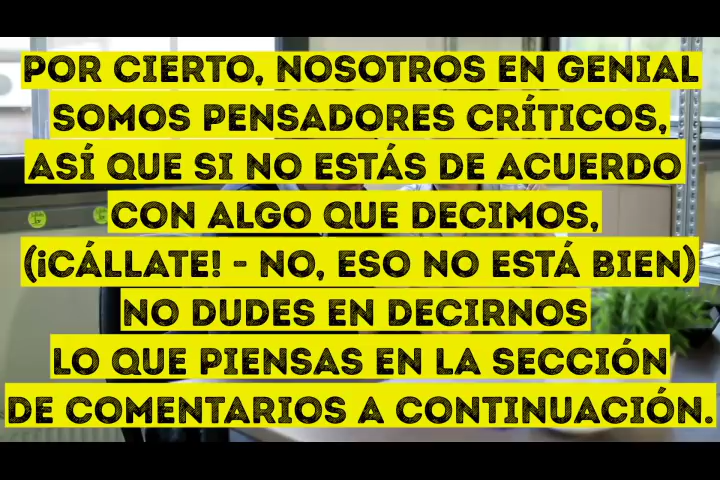 POR CIERTO, NOSOTROS EN GENIAL
SOMOS PENSADORES CRÍTICOS,
ASÍ QUE SI NO ESTÁS DE ACUERDO
CON ALGO QUE DECIMOS,
(¡CÁLLATE! - NO, ESO NO ESTÁ BIEN)
NO DUDES EN DECIRNOS
LO QUE PIENSAS EN LA SECCIÓN
DE COMENTARIOS A CONTINUACIÓN.